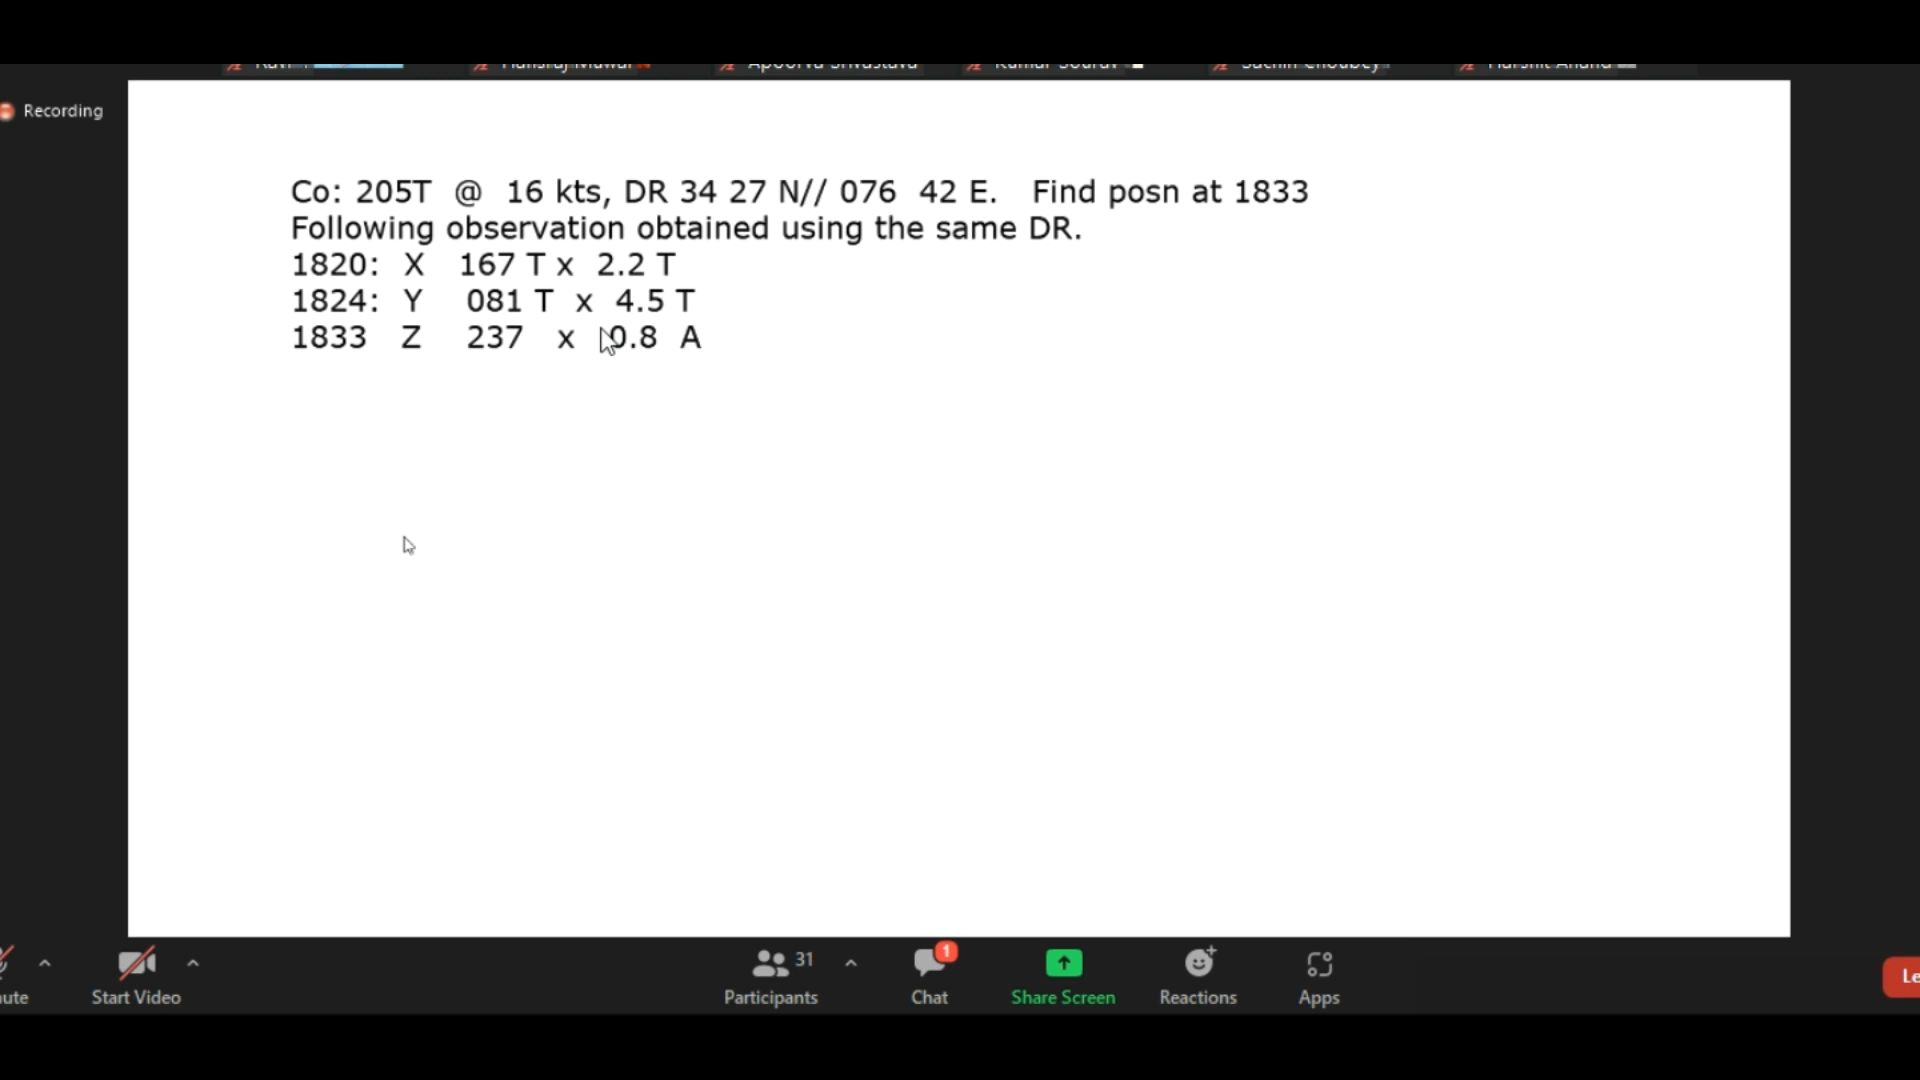 Recording
Co: 205T @ 16 kts, DR 34 27 N// 076 42 E. Find posn at 1833
Following observation obtained using the same DR.
1820: X 167 T x 2.2 T
1824: Y 081 T x 4.5 T
1833 Z 237 x 0.8 A
31
1
Start Video
Participants
Chat
Share Screen
Reactions
Apps